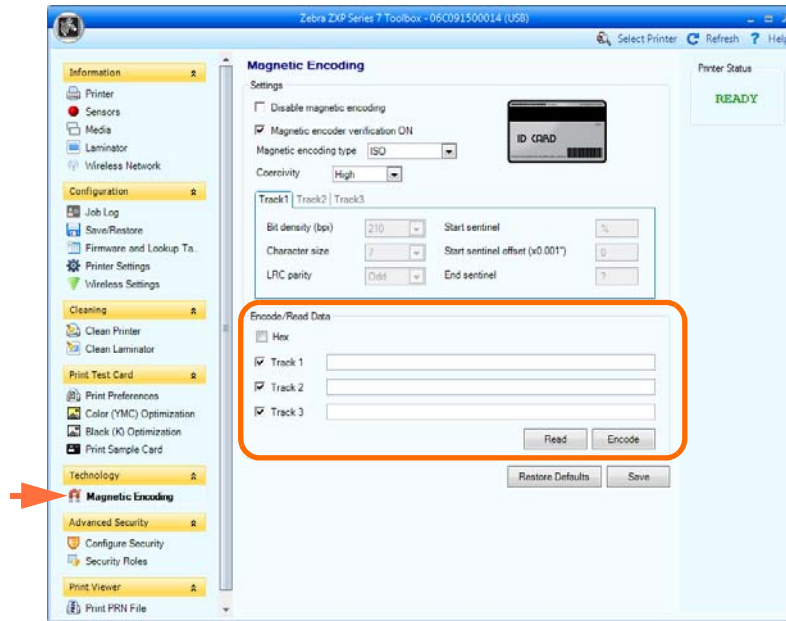 Zebra ZXP Series 7 Toolbox - 06C091500014 (USB)
Select Printer Refresh ? Help
Information
Printer
Sensors
Media
Laminator
Wireless Network
Configuration
Job Log
Save/Restore
Firmware and Lookup Ta..
Printer Settings
Wireless Settings
Cleaning
Clean Printer
Clean Laminator
Print Test Card
Print Preferences
Color (YMC) Optimization
Black (K) Optimization
Print Sample Card
Technology
Magnetic Encoding
Advanced Security
Configure Security
Security Roles
Print Viewer
Print PRN File
Magnetic Encoding
Settings
Disable magnetic encoding
Magnetic encoder verification ON
Magnetic encoding type ISO
Coercivity High
ID CARD
Track1 Track2 Track3
Bit density (bpi) 210 Start sentinel %
Character size 7 Start sentinel offset (x0.001") 0
LRC parity Odd End sentinel ?
Encode/Read Data
Hex
Track 1
Track 2
Track 3
Read Encode
Restore Defaults Save
Printer Status
READY